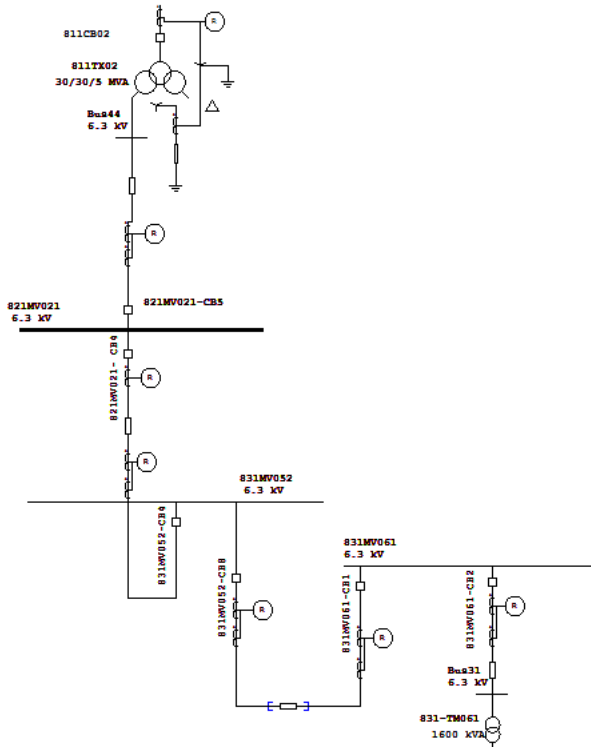 811CB02
R
811TX02
30/30/5 MVA
Bus44
6.3 kV
R
821MV021
6.3 kV
821MV021-CB5
821MV021- CB4
R
R
831MV052
6.3 kV
831MV052-CB4
831MV061
6.3 kV
831MV052-CB8
R
831MV061-CB1
R
831MV061-CB2
R
Bus31
6.3 kV
831-TM061
1600 kVA